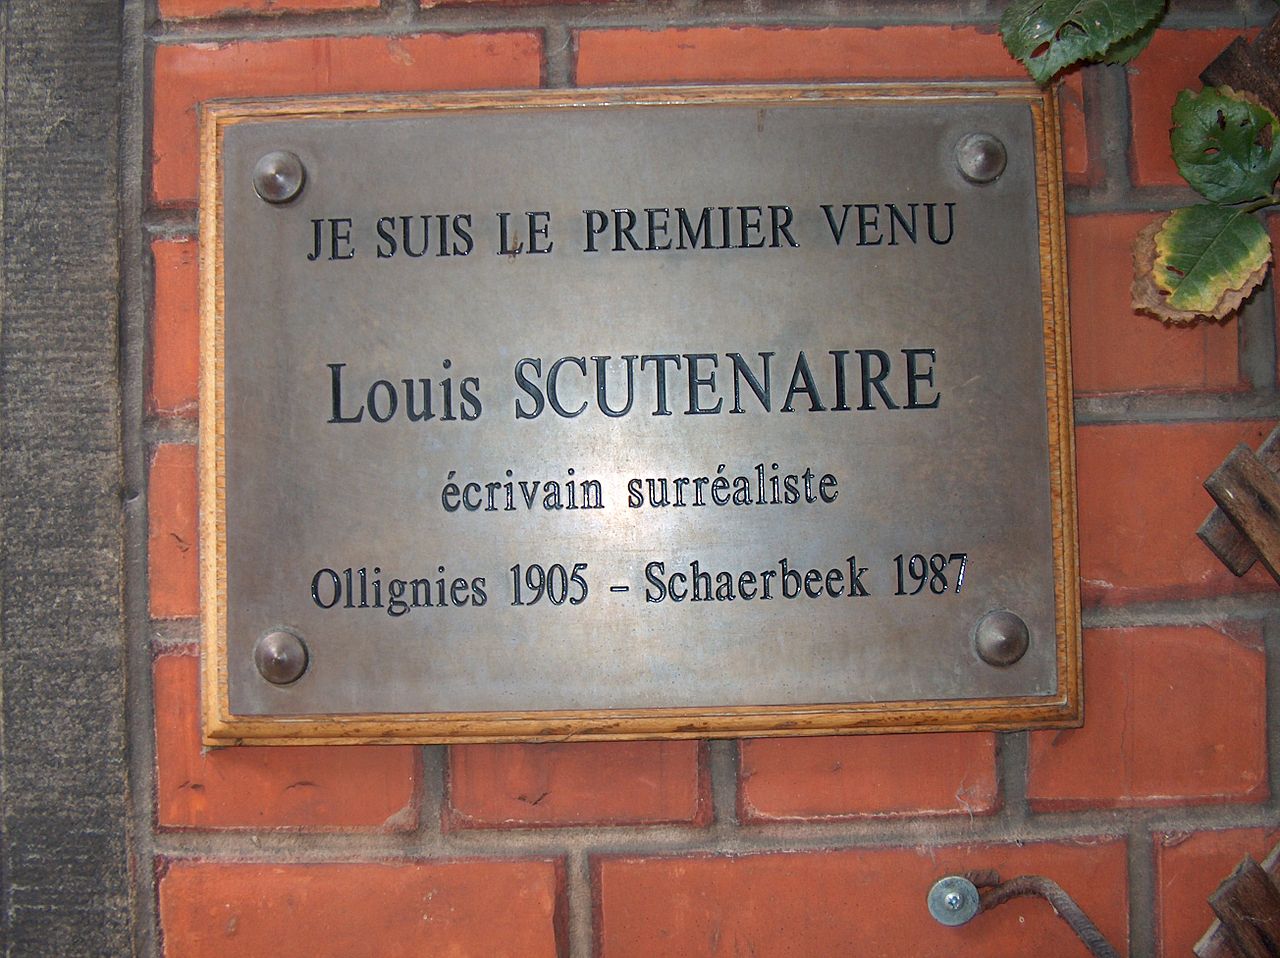 JE SUIS LE PREMIER VENU
Louis SCUTENAIRE
écrivain surréaliste
Ollignies 1905 - Schaerbeek 1987